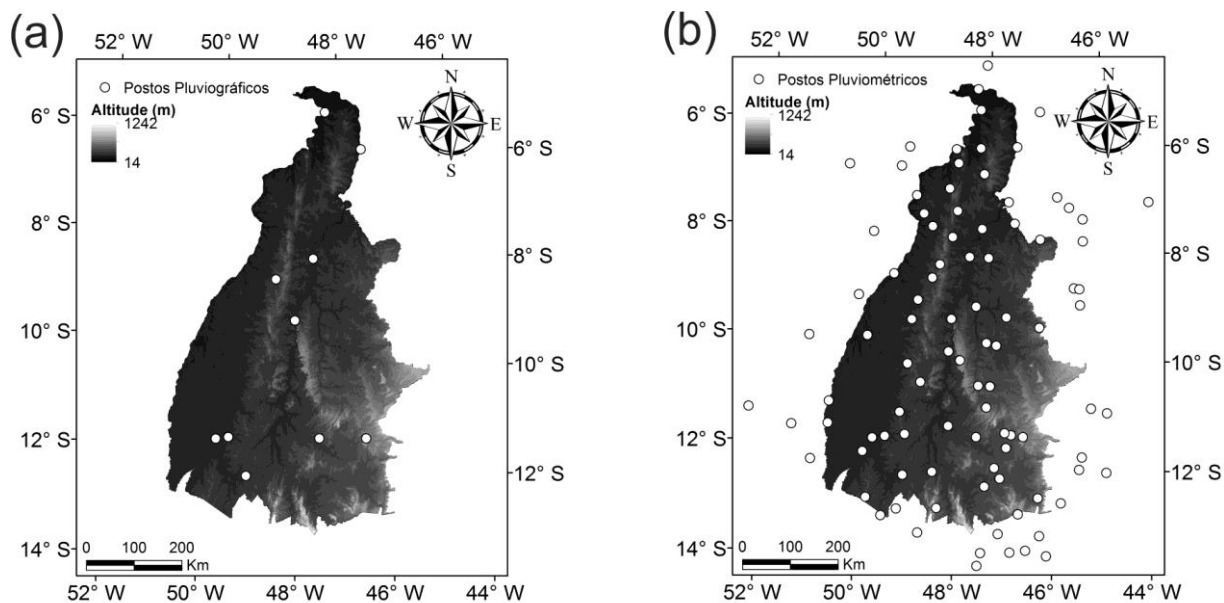 (a)
52° W 50° W 48° W 46° W
Postos Pluviográficos
Altitude (m)
1242
14
N
W E
S
6° S
8° S
10° S
12° S
14° S
6° S
8° S
10° S
12° S
0 100 200
Km
52° W 50° W 48° W 46° W 44° W
(b)
52° W 50° W 48° W 46° W
Postos Pluviométricos
Altitude (m)
1242
14
N
W E
S
6° S
8° S
10° S
12° S
14° S
6° S
8° S
10° S
12° S
0 100 200
Km
52° W 50° W 48° W 46° W 44° W